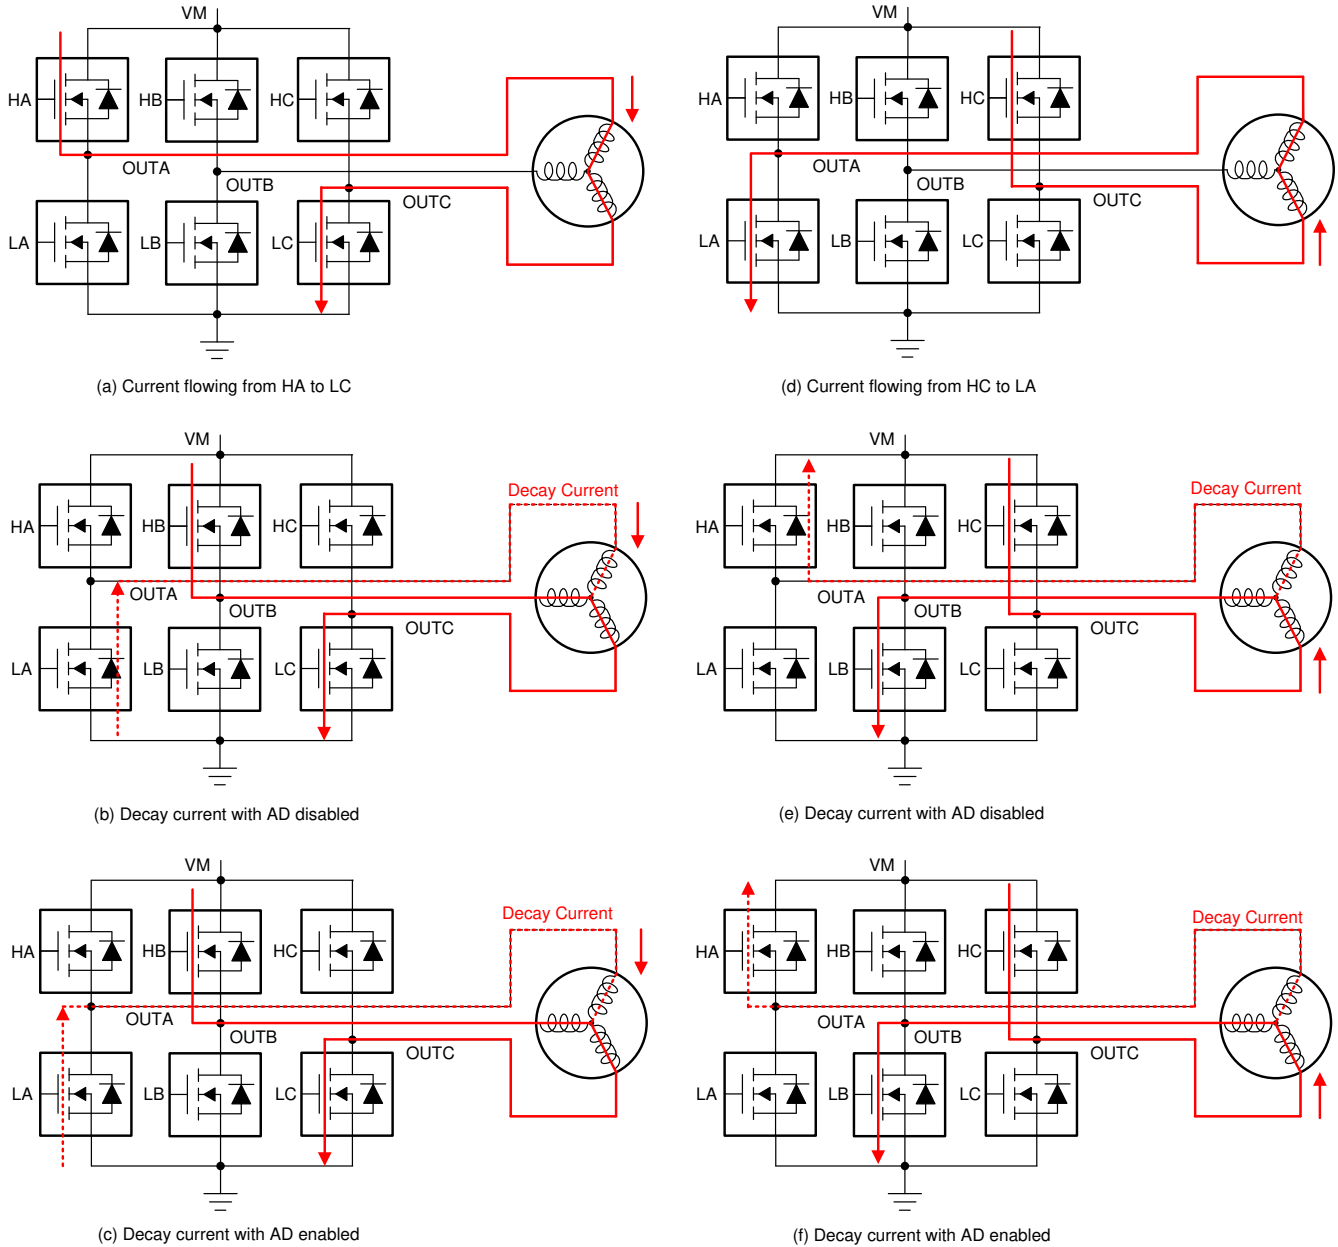 VM
HA
HB
HC
OUTA
OUTB
OUTC
LA
LB
LC
(a) Current flowing from HA to LC
VM
HA
HB
HC
OUTA
OUTB
OUTC
LA
LB
LC
(d) Current flowing from HC to LA
VM
Decay Current
HA
HB
HC
OUTA
OUTB
OUTC
LA
LB
LC
(b) Decay current with AD disabled
VM
Decay Current
HA
HB
HC
OUTA
OUTB
OUTC
LA
LB
LC
(e) Decay current with AD disabled
VM
Decay Current
HA
HB
HC
OUTA
OUTB
OUTC
LA
LB
LC
(c) Decay current with AD enabled
VM
Decay Current
HA
HB
HC
OUTA
OUTB
OUTC
LA
LB
LC
(f) Decay current with AD enabled